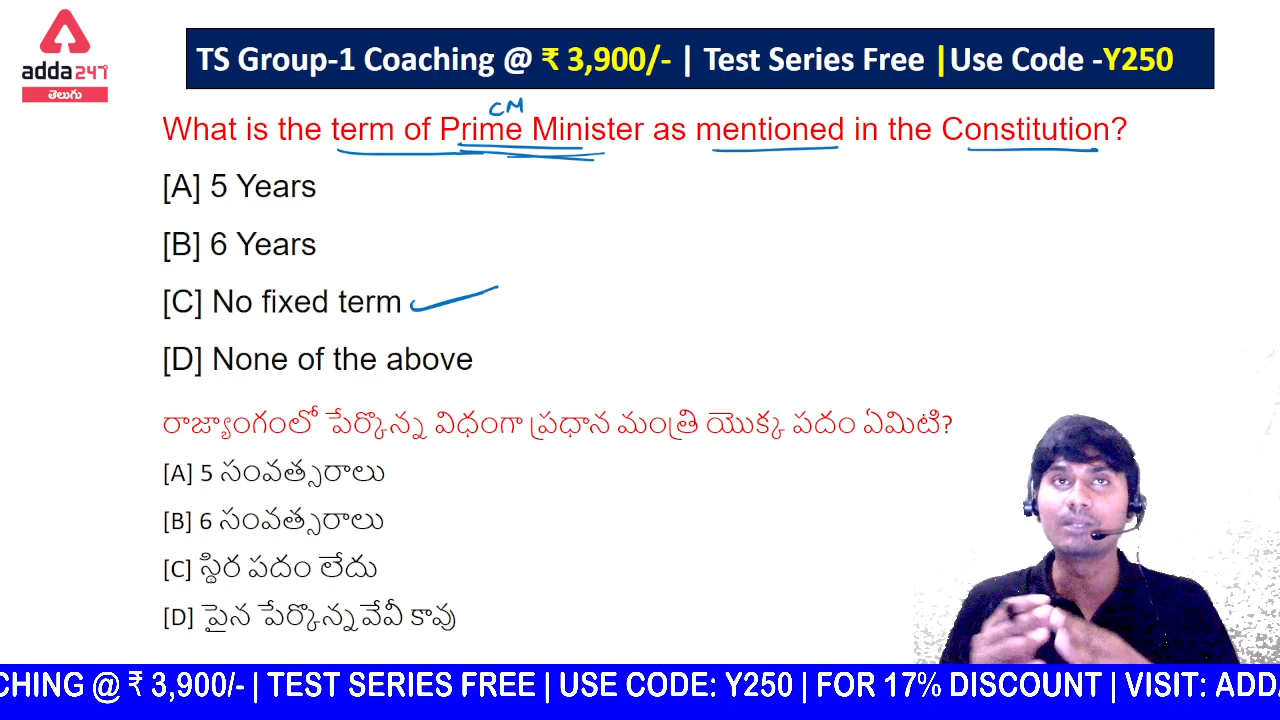 adda247
తెలుగు
TS Group-1 Coaching @ ₹ 3,900/- | Test Series Free |Use Code -Y250
CM
What is the term of Prime Minister as mentioned in the Constitution?
[A] 5 Years
[B] 6 Years
[C] No fixed term
[D] None of the above
రాజ్యాంగంలో పేర్కొన్న విధంగా ప్రధాన మంత్రి యొక్క పదం ఏమిటి?
[A] 5 సంవత్సరాలు
[B] 6 సంవత్సరాలు
[C] స్థిర పదం లేదు
[D] పైన పేర్కొన్నవేవీ కావు
CHING @ ₹ 3,900/- | TEST SERIES FREE | USE CODE: Y250 | FOR 17% DISCOUNT | VISIT: ADDA